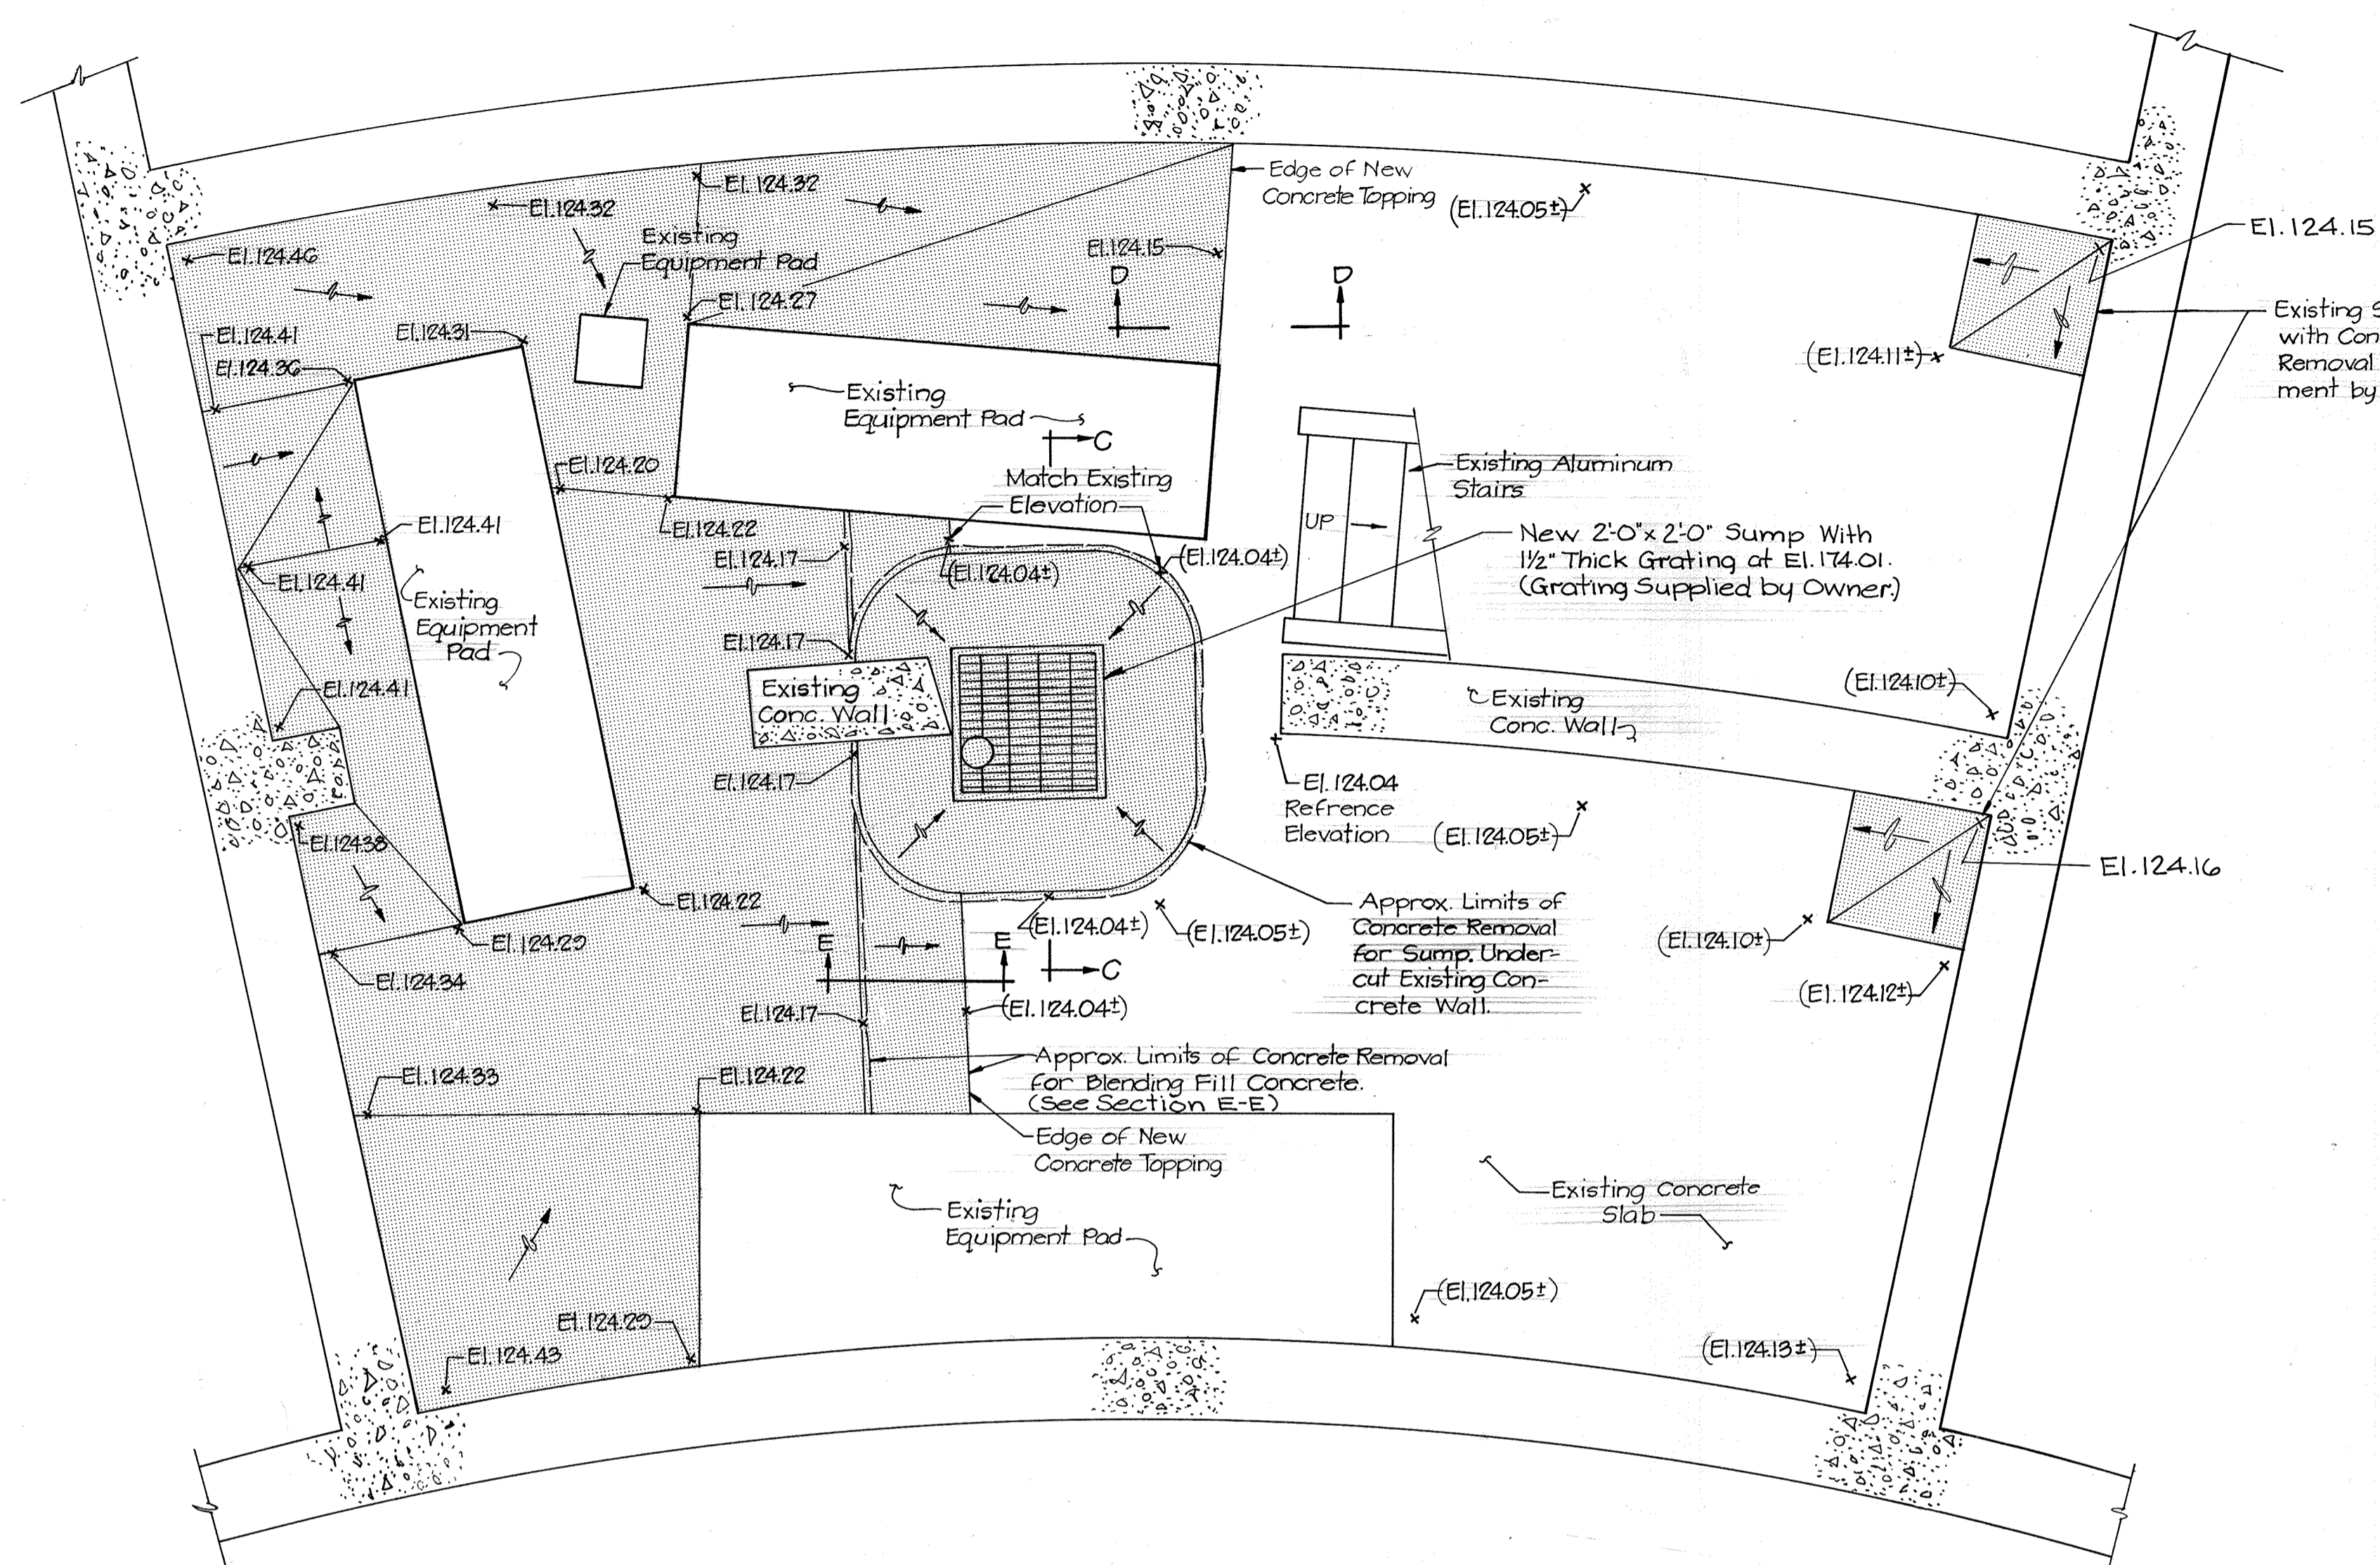 El.124.32
El.124.32
Edge of New
Concrete Topping
(El.124.05±)
El.124.46
Existing
Equipment Pad
El.124.15
D
D
El.124.15
El.124.27
El.124.41
El.124.31
El.124.36
Existing
with Con
Removal
ment by
(El.124.11±)
Existing
Equipment Pad
C
El.124.20
Match Existing
Elevation
Existing Aluminum
Stairs
UP
El.124.22
El.124.41
El.124.17
New 2'-0"x 2'-0" Sump With
1½" Thick Grating at El.174.01.
(Grating Supplied by Owner.)
(El.124.04±)
(El.124.04±)
El.124.41
Existing
Equipment
Pad
El.124.17
El.124.41
Existing
Conc. Wall
Existing
Conc. Wall
(El.124.10±)
El.124.17
El.124.04
Refrence
Elevation
(El.124.05±)
El.124.38
El.124.16
El.124.22
El.124.29
El.124.34
(El.124.04±)
(El.124.05±)
Approx. Limits of
Concrete Removal
for Sump. Under-
cut Existing Con-
crete Wall.
(El.124.10±)
(El.124.12±)
E
E
C
El.124.17
(El.124.04±)
Approx. Limits of Concrete Removal
for Blending Fill Concrete.
(See Section E-E)
El.124.33
El.124.22
Edge of New
Concrete Topping
Existing
Equipment Pad
Existing Concrete
Slab
(El.124.05±)
El.124.29
El.124.43
(El.124.13±)